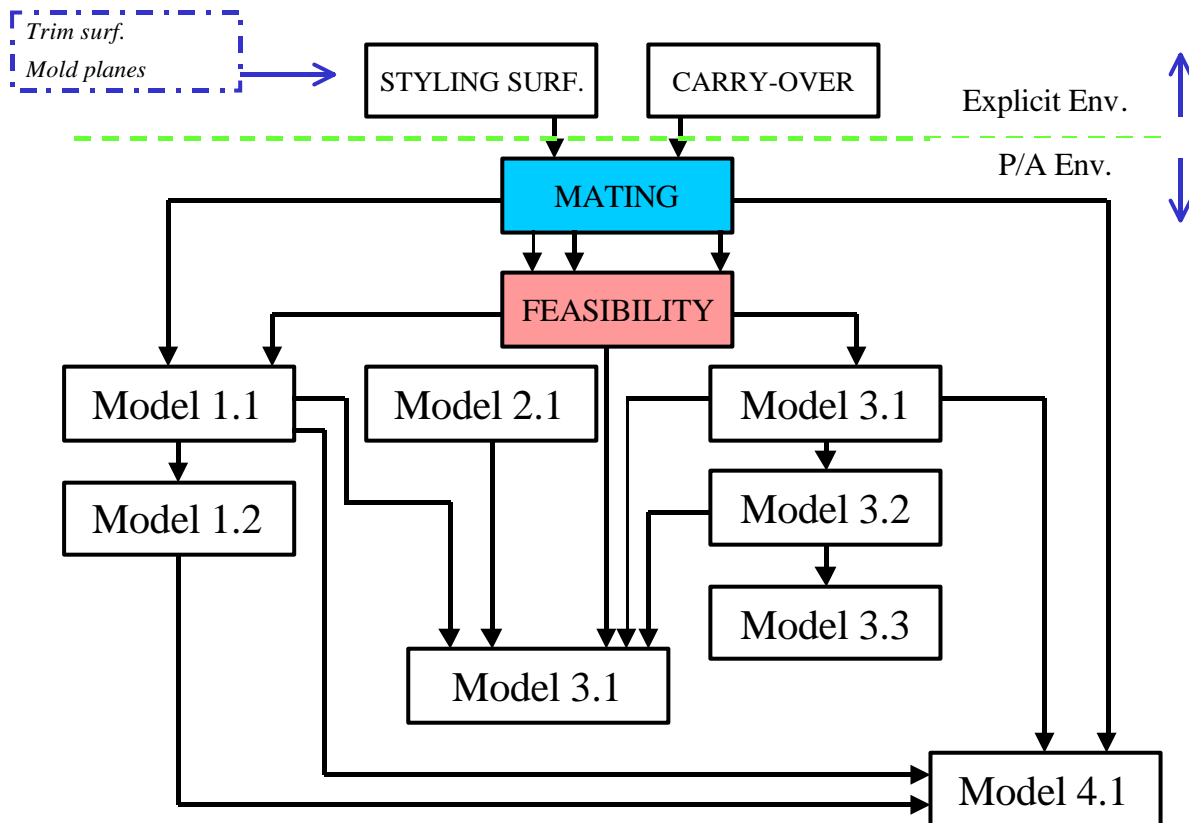 Trim surf.
Mold planes
STYLING SURF.
CARRY-OVER
Explicit Env.
P/A Env.
MATING
FEASIBILITY
Model 1.1
Model 2.1
Model 3.1
Model 1.2
Model 3.2
Model 3.3
Model 3.1
Model 4.1